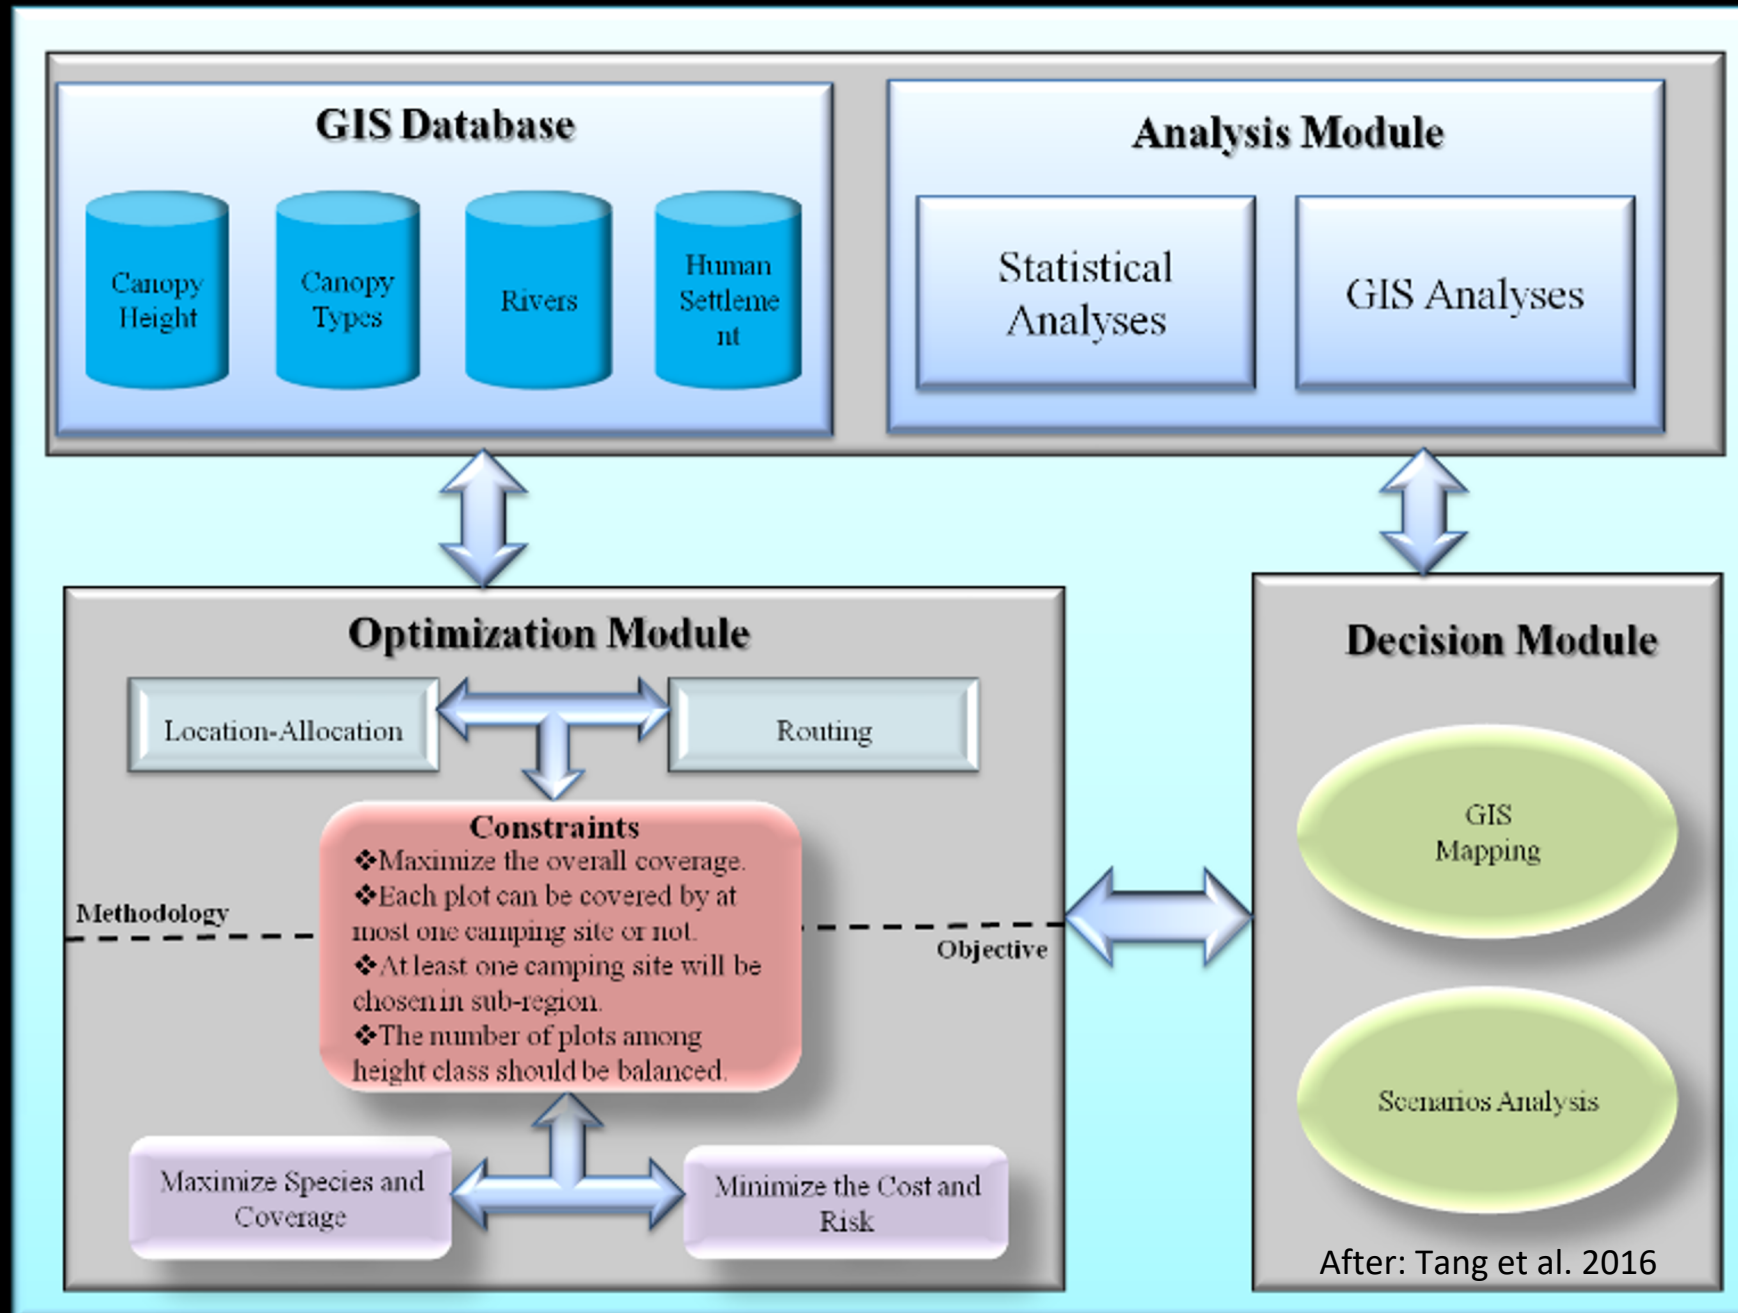 GIS Database
Canopy
Height
Canopy
Types
Rivers
Human
Settleme
nt
Analysis Module
Statistical
Analyses
GIS Analyses
Optimization Module
Location-Allocation
Routing
Constraints
❖Maximize the overall coverage.
❖Each plot can be covered by at
most one camping site or not.
❖At least one camping site will be
chosen in sub-region.
❖The number of plots among
height class should be balanced.
Methodology
Objective
Maximize Species and
Coverage
Minimize the Cost and
Risk
Decision Module
GIS
Mapping
Scenarios Analysis
After: Tang et al. 2016